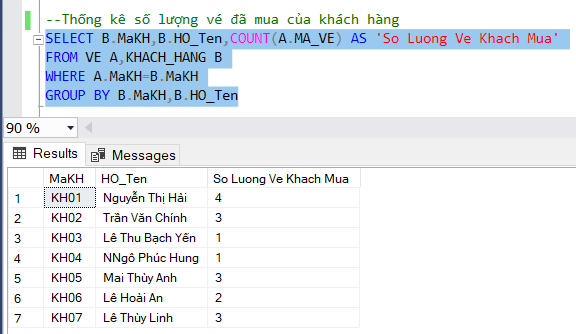 --Thống kê số lượng vé đã mua của khách hàng
SELECT B.MaKH,B.HO_Ten,COUNT(A.MA_VE) AS 'So Luong Ve Khach Mua'
FROM VE A,KHACH_HANG B
WHERE A.MaKH=B.MaKH
GROUP BY B.MaKH,B.HO_Ten
90 %
Results Messages
MaKH HO_Ten So Luong Ve Khach Mua
1 KH01 Nguyễn Thị Hải 4
2 KH02 Trần Văn Chính 3
3 KH03 Lê Thu Bạch Yến 1
4 KH04 NNgô Phúc Hung 1
5 KH05 Mai Thùy Anh 3
6 KH06 Lê Hoài An 2
7 KH07 Lê Thùy Linh 3